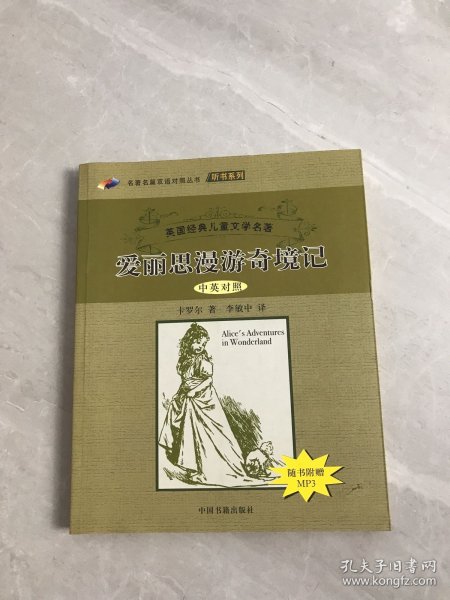 名著名篇双语对照丛书 听书系列
英国经典儿童文学名著
爱丽思漫游奇境记
中英对照
卡罗尔 著 李敏中 译
Alice's Adventures
in Wonderland
随书附赠
MP3
中国书籍出版社
孔夫子旧书网
www.kongfz.com